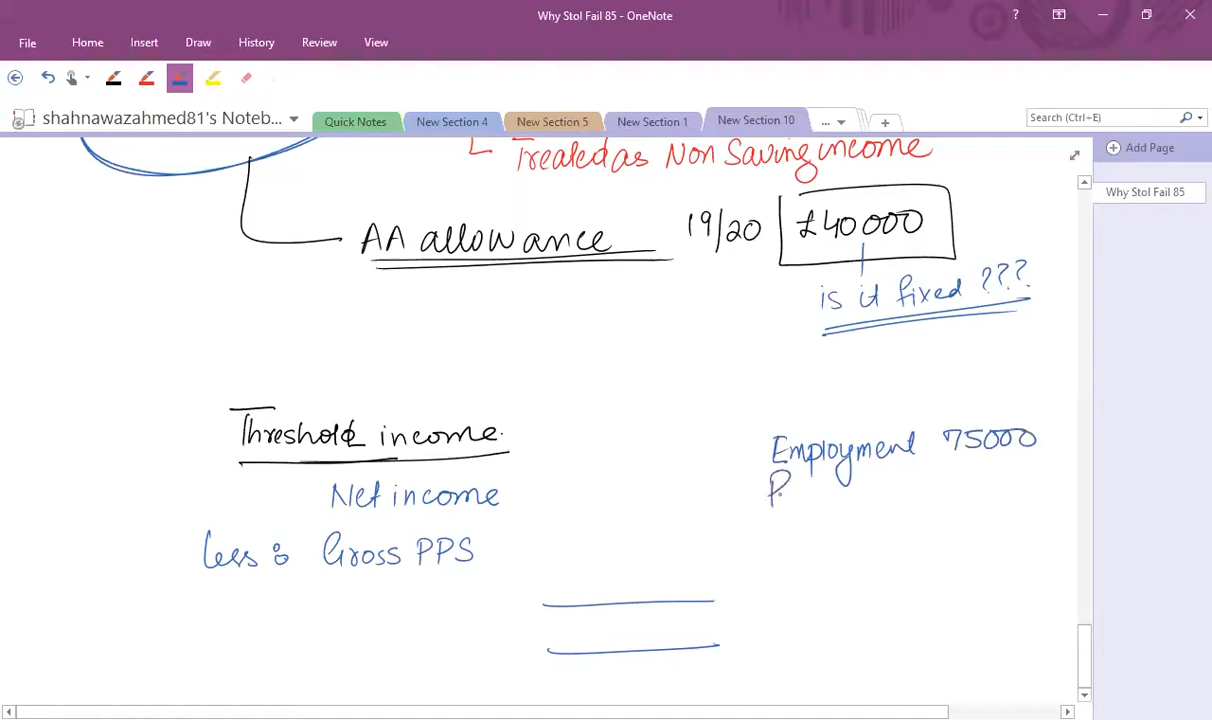 Why Stol Fail 85 - OneNote
File Home Insert Draw History Review View
shahnawazahmed81's Noteb... Quick Notes New Section 4 New Section 5 New Section 1 New Section 10 ... Search (Ctrl+E)
Add Page
Why Stol Fail 85
Treated as Non Saving income
AA allowance 19/20 £40000
is it fixed ???
Threshold income
Employment 75000
P
Net income
less: Gross PPS